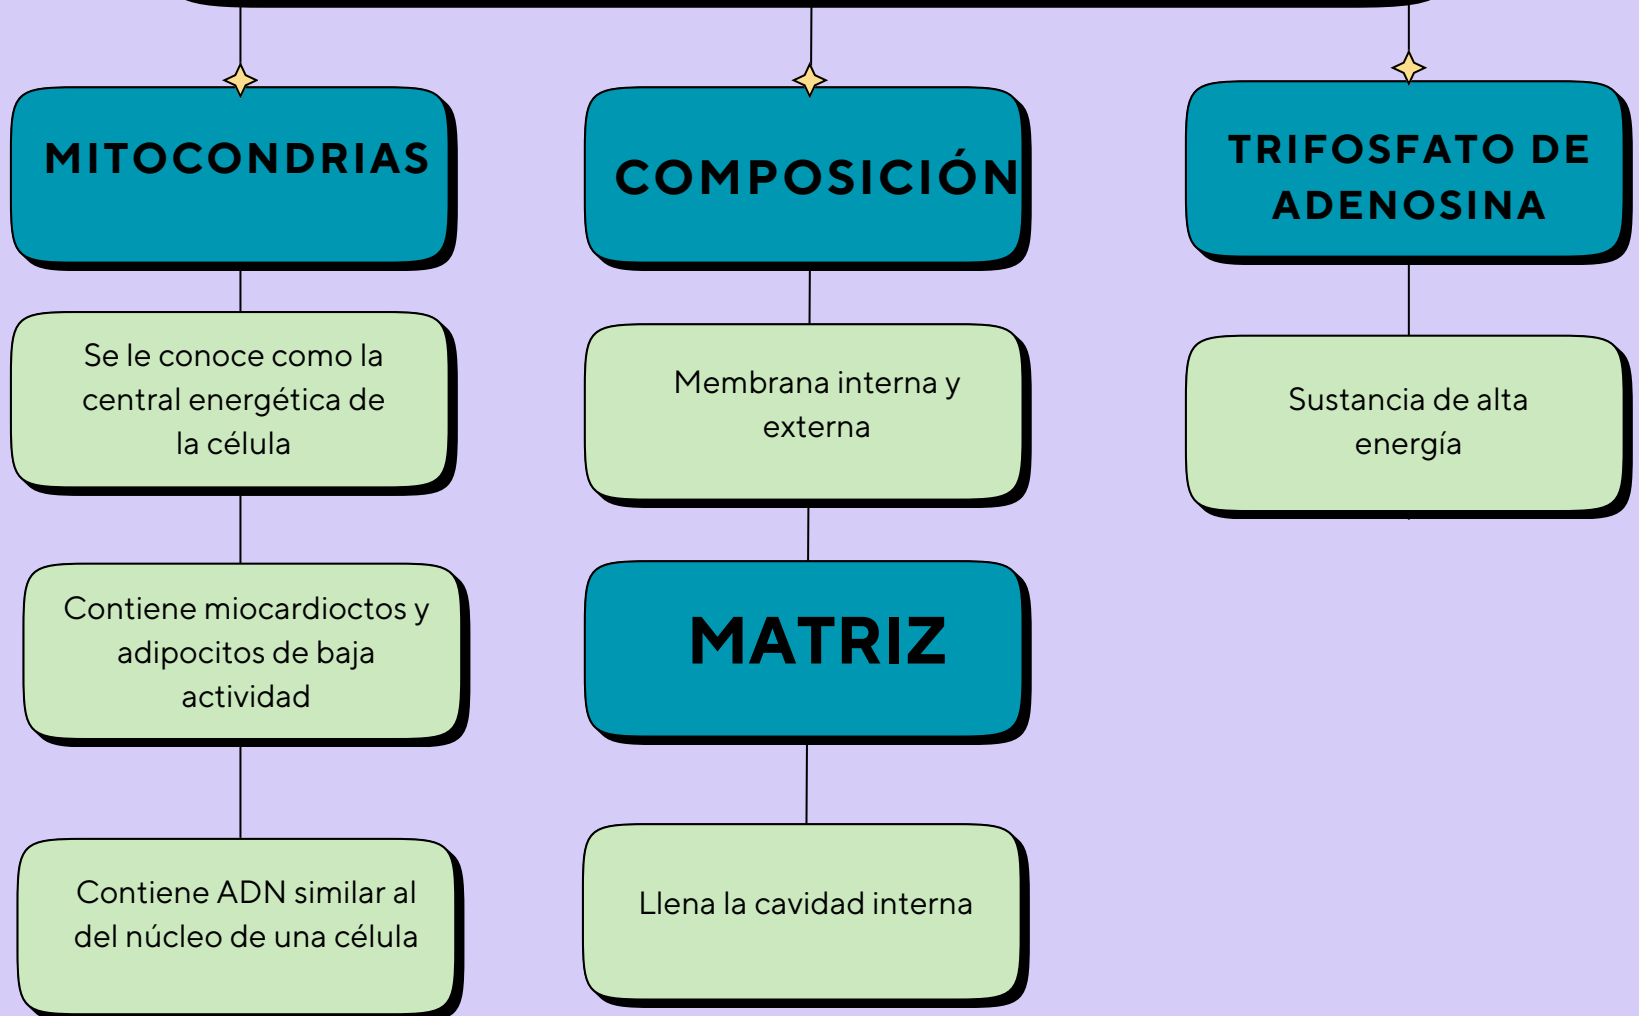 MITOCONDRIAS
Se le conoce como la
central energética de
la célula
Contiene miocardioctos y
adipocitos de baja
actividad
Contiene ADN similar al
del núcleo de una célula
COMPOSICIÓN
Membrana interna y
externa
MATRIZ
Llena la cavidad interna
TRIFOSFATO DE
ADENOSINA
Sustancia de alta
energía